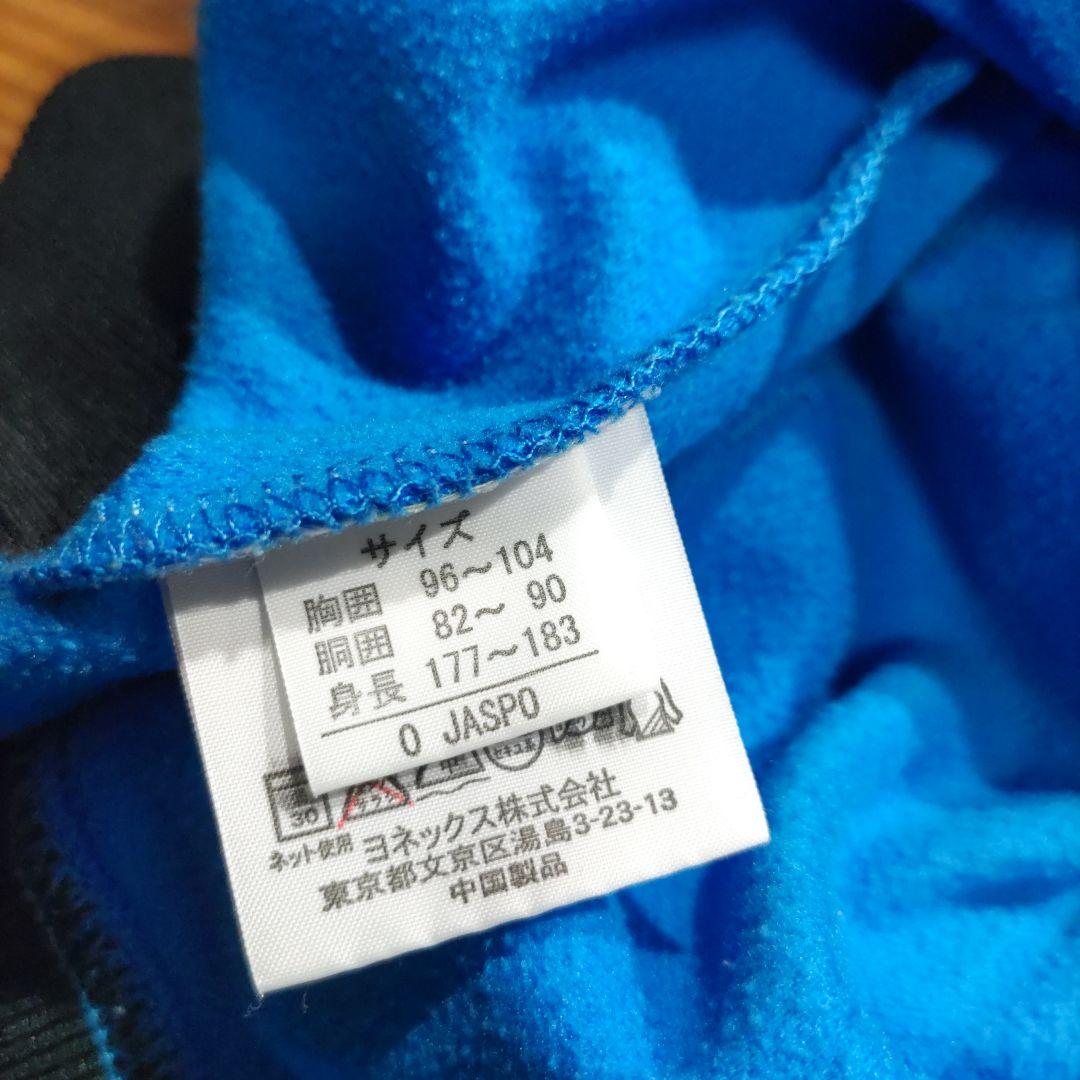 サイズ
胸囲 96〜104
胴囲 82〜 90
身長 177〜183
O JASPO
30
ネット使用
ヨネックス株式会社
東京都文京区湯島3-23-13
中国製品